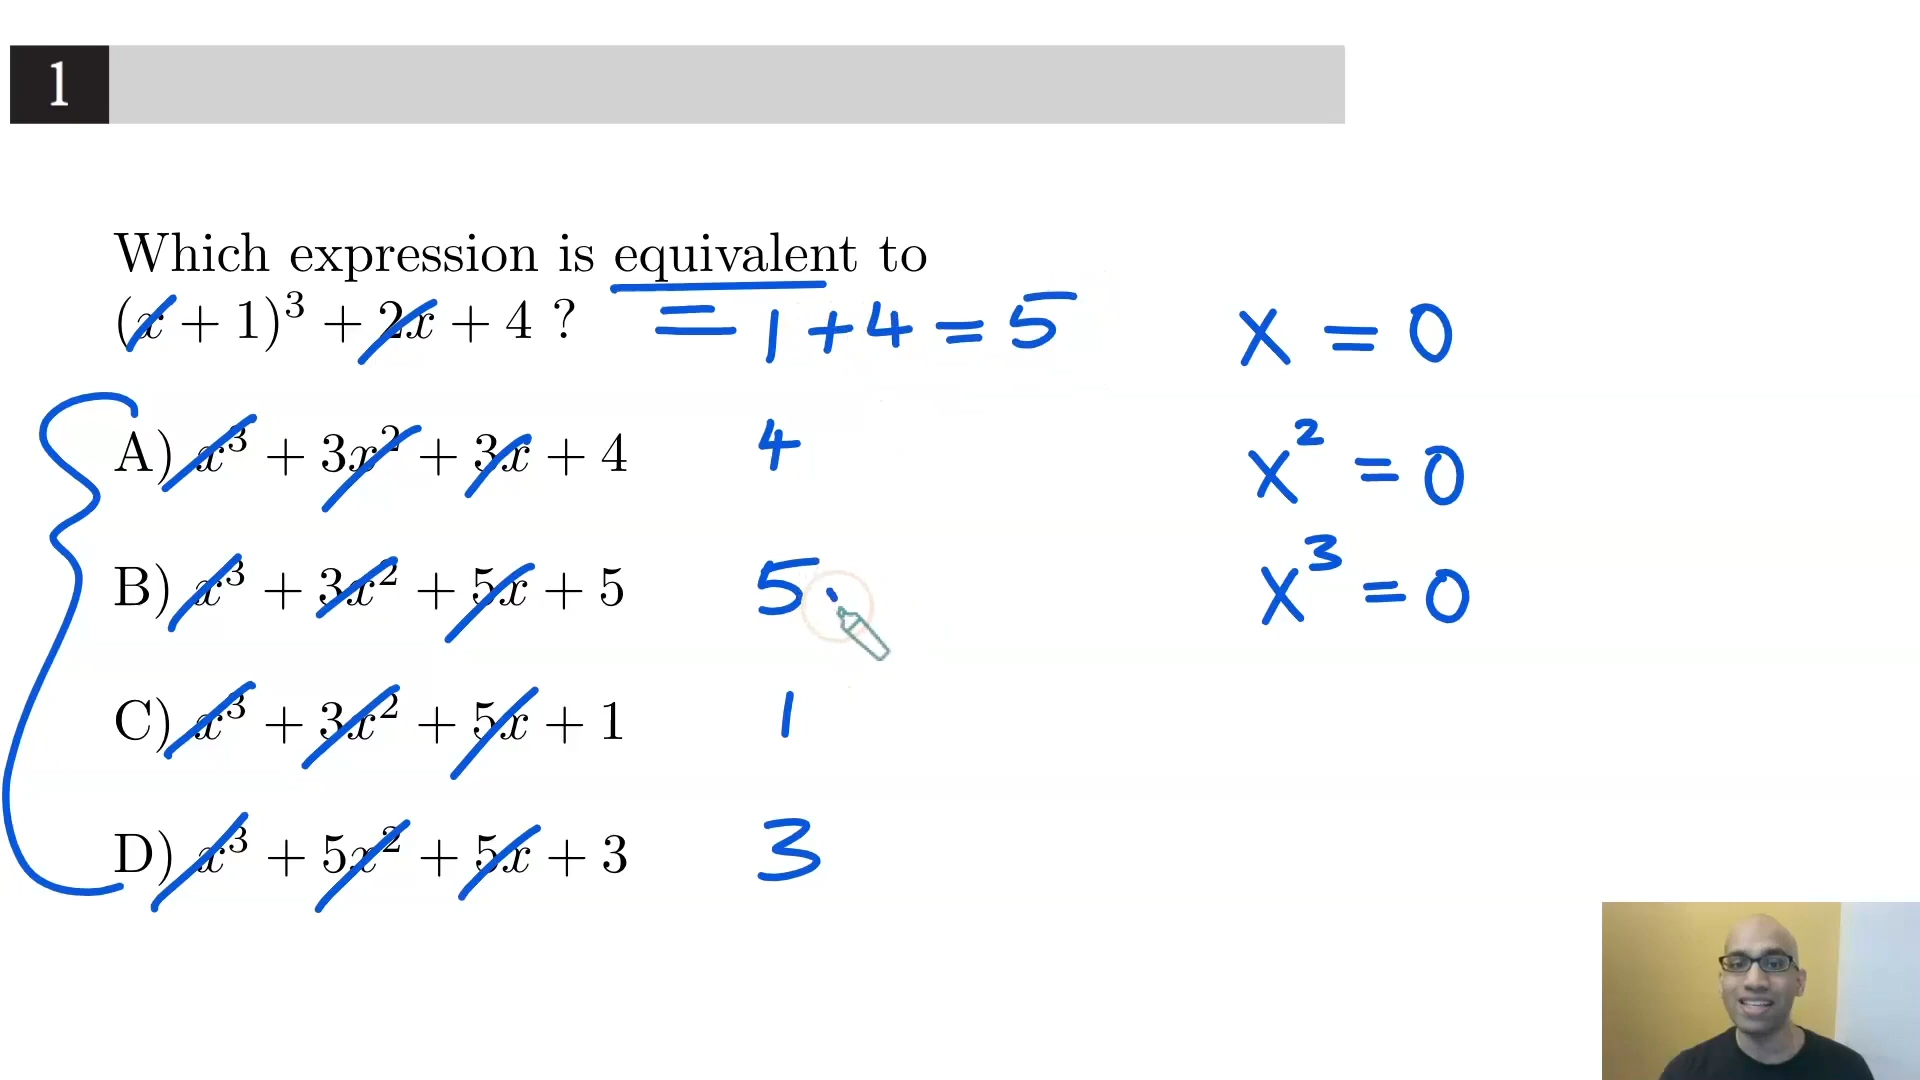 1
Which expression is equivalent to
(x + 1)³ + 2x + 4 ? = 1 + 4 = 5
x = 0
A) x³ + 3x² + 3x + 4 4
x² = 0
B) x³ + 3x² + 5x + 5 5
x³ = 0
C) x³ + 3x² + 5x + 1 1
D) x³ + 5x² + 5x + 3 3